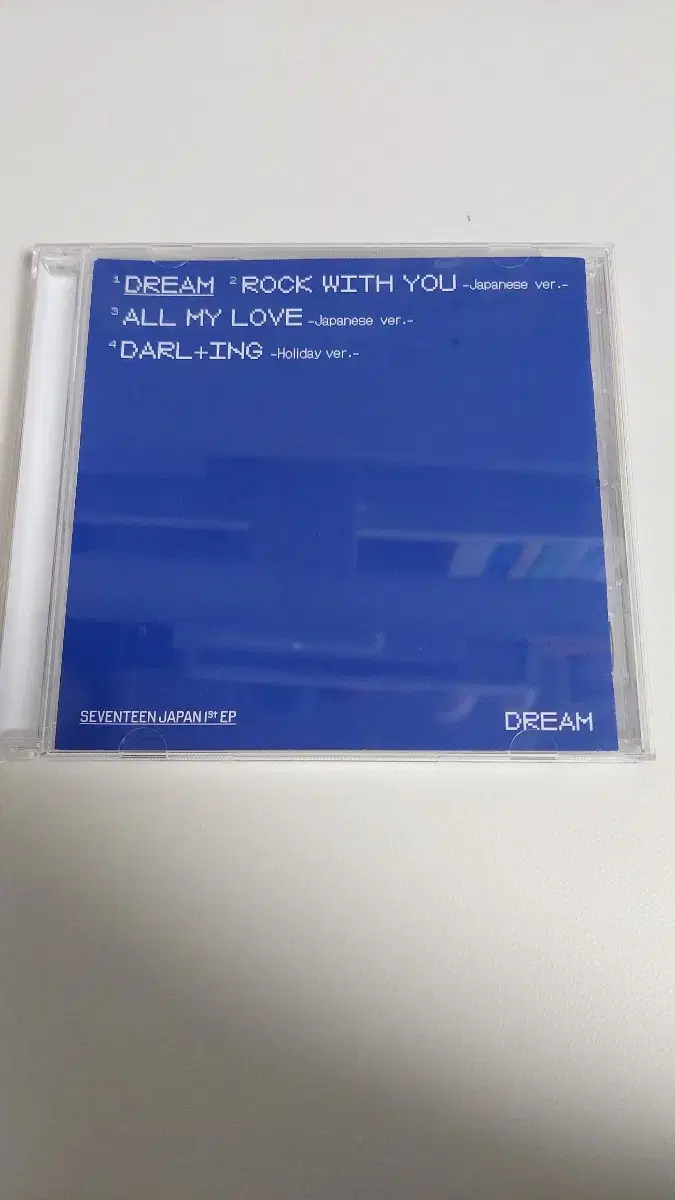 1 DREAM 2 ROCK WITH YOU -Japanese ver.-
3 ALL MY LOVE -Japanese ver.-
4 DARL+ING -Holiday ver.-
SEVENTEEN JAPAN 1st EP DREAM